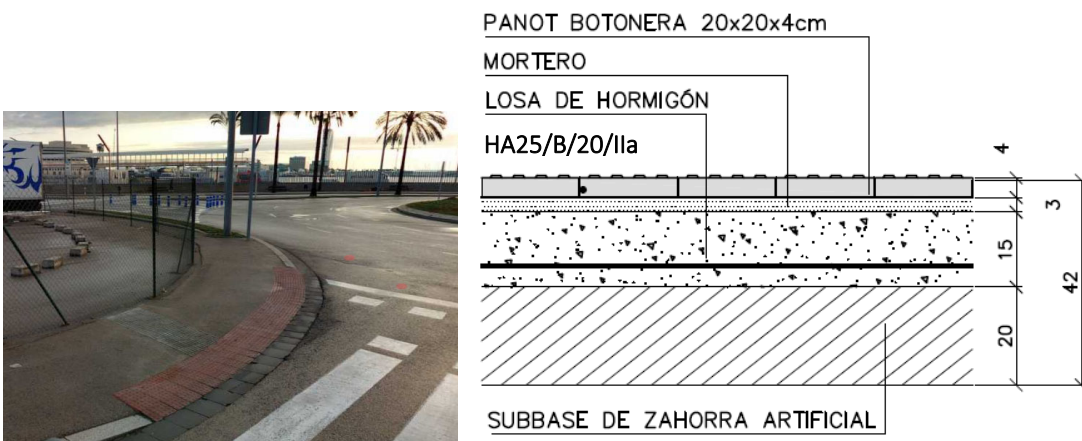 PANOT BOTONERA 20x20x4cm
MORTERO
LOSA DE HORMIGÓN
HA25/B/20/IIa
4
3
15
42
20
SUBBASE DE ZAHORRA ARTIFICIAL